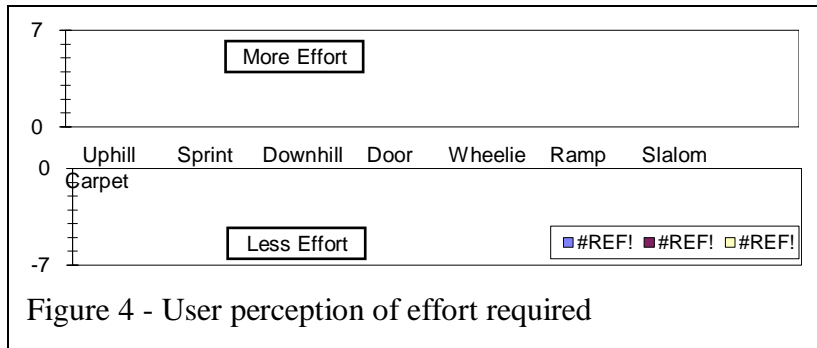 7
More Effort
0
Uphill Sprint Downhill Door Wheelie Ramp Slalom
0
Carpet
Less Effort
#REF! #REF! #REF!
-7
Figure 4 - User perception of effort required